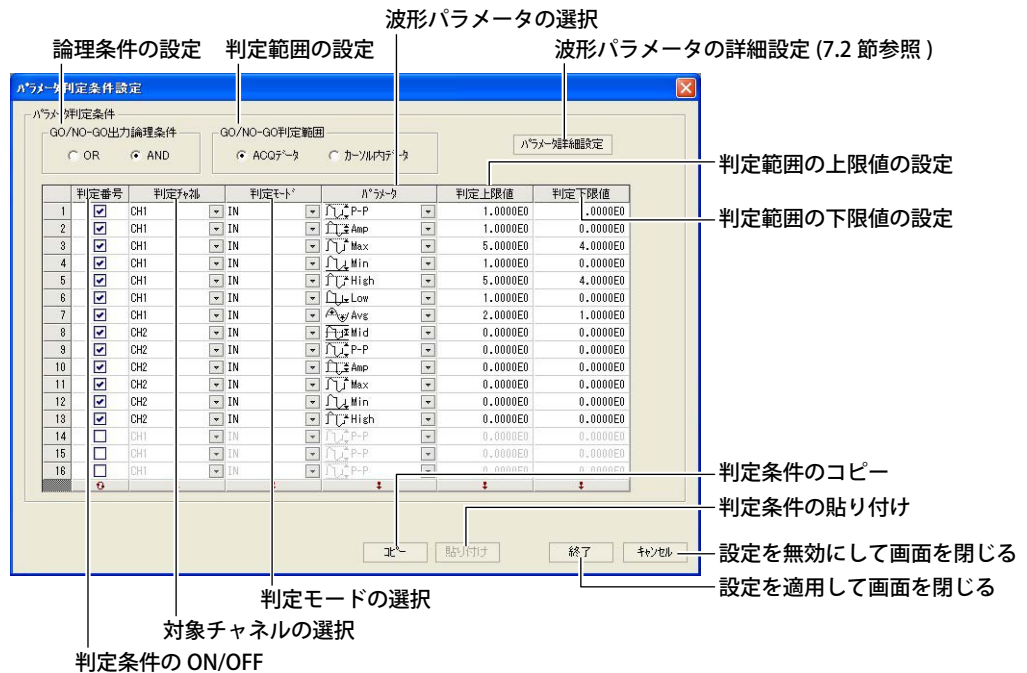 波形パラメータの選択
論理条件の設定 判定範囲の設定 波形パラメータの詳細設定 (7.2 節参照 )
ﾊﾟﾗﾒｰﾀ判定条件設定
ﾊﾟﾗﾒｰﾀ判定条件
GO/NO-GO出力論理条件 GO/NO-GO判定範囲
OR AND ACQﾃﾞｰﾀ ｶｰｿﾙ内ﾃﾞｰﾀ ﾊﾟﾗﾒｰﾀ詳細設定
判定範囲の上限値の設定
判定番号 判定ﾁｬﾈﾙ 判定ﾓｰﾄﾞ ﾊﾟﾗﾒｰﾀ 判定上限値 判定下限値
判定範囲の下限値の設定
1 CH1 IN P-P 1.0000E0 .0000E0
2 CH1 IN Amp 1.0000E0 0.0000E0
3 CH1 IN Max 5.0000E0 4.0000E0
4 CH1 IN Min 1.0000E0 0.0000E0
5 CH1 IN High 5.0000E0 4.0000E0
6 CH1 IN Low 1.0000E0 0.0000E0
7 CH1 IN Avg 2.0000E0 1.0000E0
8 CH2 IN Mid 0.0000E0 0.0000E0
9 CH2 IN P-P 0.0000E0 0.0000E0
10 CH2 IN Amp 0.0000E0 0.0000E0
11 CH2 IN Max 0.0000E0 0.0000E0
12 CH2 IN Min 0.0000E0 0.0000E0
13 CH2 IN High 0.0000E0 0.0000E0
14 CH1 IN P-P 0.0000E0 0.0000E0
15 CH1 IN P-P 0.0000E0 0.0000E0
16 CH1 IN P-P 0.0000E0 0.0000E0
判定条件のコピー
判定条件の貼り付け
ｺﾋﾟｰ 貼り付け 終了 ｷｬﾝｾﾙ
設定を無効にして画面を閉じる
設定を適用して画面を閉じる
判定モードの選択
対象チャネルの選択
判定条件の ON/OFF